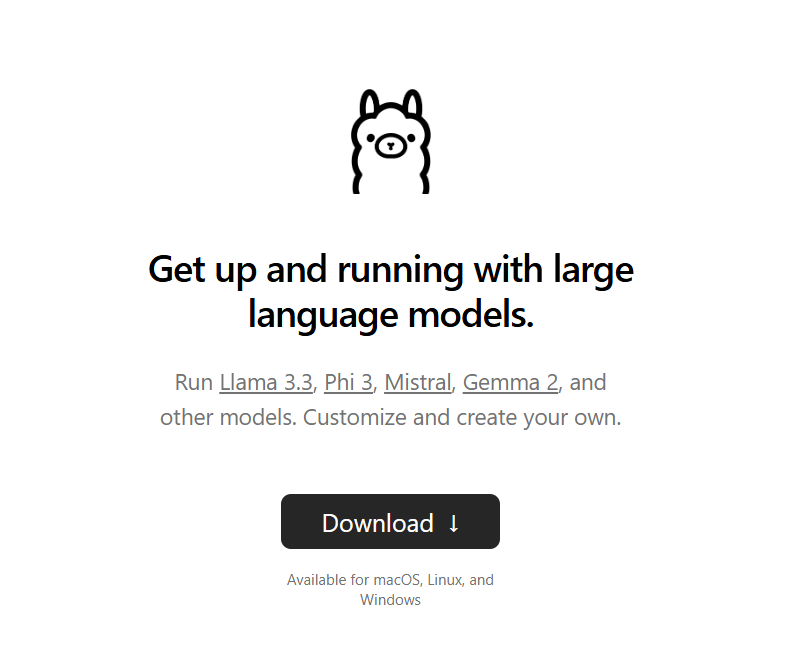 Get up and running with large
language models.
Run Llama 3.3, Phi 3, Mistral, Gemma 2, and
other models. Customize and create your own.
Download ↓
Available for macOS, Linux, and
Windows